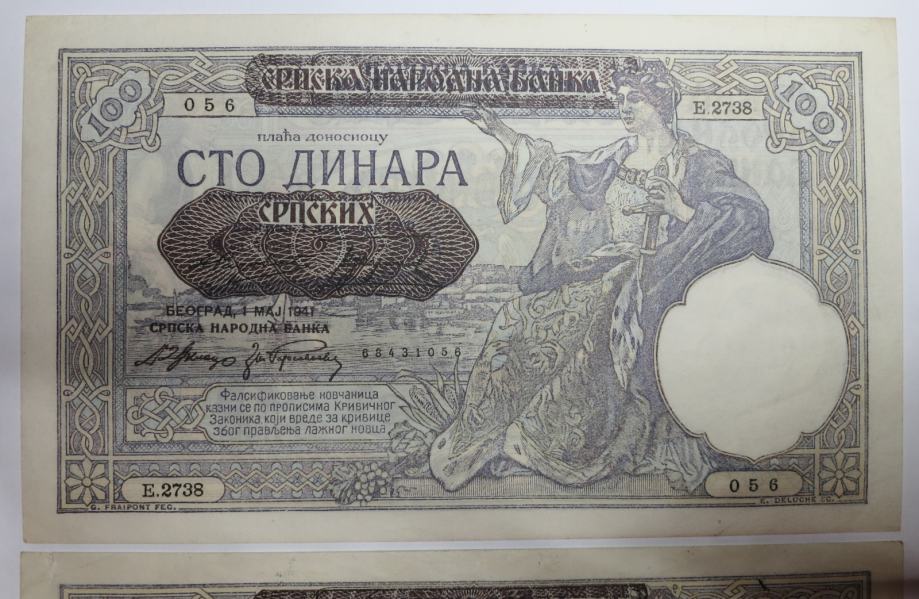 СРПСКА НАРОДНА БАНКА
100
056
E.2738
100
плаћа доносиоцу
СТО ДИНАРА
СРПСКИХ
БЕОГРАД, 1 МАЈ 1941
СРПСКА НАРОДНА БАНКА
68431056
Фалсификовање новчаница
казни се по прописима Кривичног
Законика, који вреде за кривице
због прављења лажног новца.
E.2738
056
G. FRAIPONT FEC.
E. DELOCHE SC.